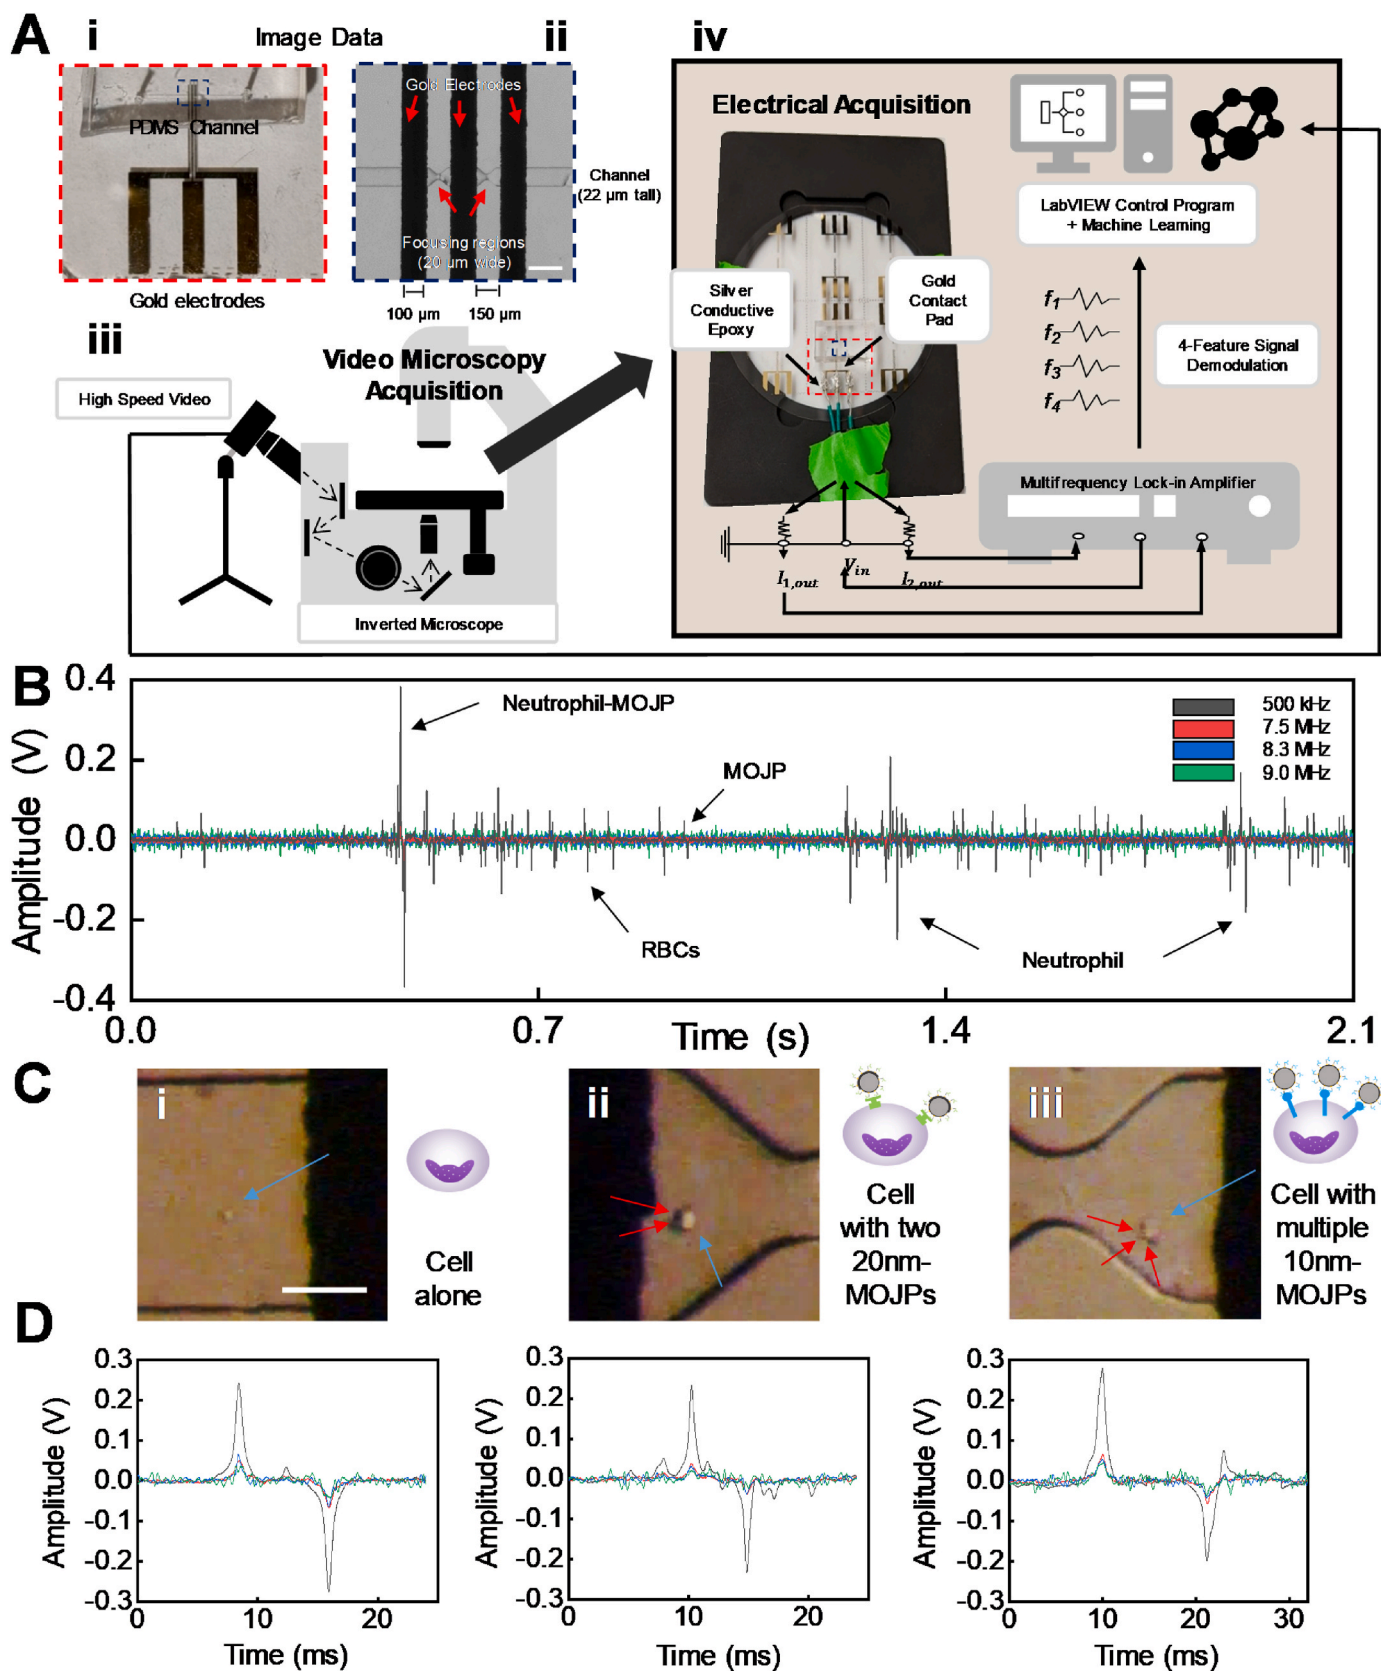 A
i
Image Data
ii
PDMS Channel
Gold electrodes
Gold Electrodes
Focusing regions
(20 um wide)
Channel
(22 µm tall)
100 µm
150 µm
iii
Video Microscopy
Acquisition
High Speed Video
Inverted Microscope
iv
Electrical Acquisition
LabVIEW Control Program
+ Machine Learning
Silver
Conductive
Epoxy
Gold
Contact
Pad
f1
f2
f3
f4
4-Feature Signal
Demodulation
Multifrequency Lock-in Amplifier
I1,out
Vin
I2,out
B
Amplitude (V)
0.4
0.2
0.0
-0.2
-0.4
Neutrophil-MOJP
MOJP
RBCs
Neutrophil
500 kHz
7.5 MHz
8.3 MHz
9.0 MHz
0.0
0.7
1.4
2.1
Time (s)
C
i
Cell
alone
ii
Cell
with two
20nm-
MOJPs
iii
Cell with
multiple
10nm-
MOJPs
D
Amplitude (V)
0.3
0.2
0.1
0.0
-0.1
-0.2
-0.3
0
10
20
Time (ms)
Amplitude (V)
0.3
0.2
0.1
0.0
-0.1
-0.2
-0.3
0
10
20
Time (ms)
Amplitude (V)
0.3
0.2
0.1
0.0
-0.1
-0.2
-0.3
0
10
20
30
Time (ms)